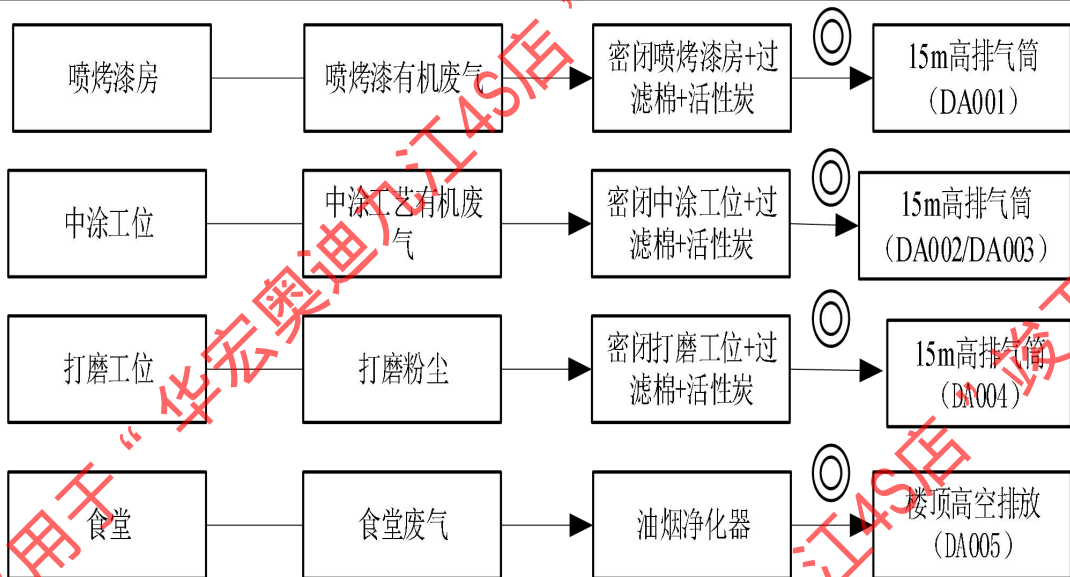 喷烤漆房
喷烤漆有机废气
密闭喷烤漆房+过
滤棉+活性炭
15m高排气筒
（DA001）
中涂工位
中涂工艺有机废
气
密闭中涂工位+过
滤棉+活性炭
15m高排气筒
（DA002/DA003）
打磨工位
打磨粉尘
密闭打磨工位+过
滤棉+活性炭
15m高排气筒
（DA004）
食堂
食堂废气
油烟净化器
楼顶高空排放
（DA005）
用于“华宏奥迪九江4S店”
江4S店”竣工